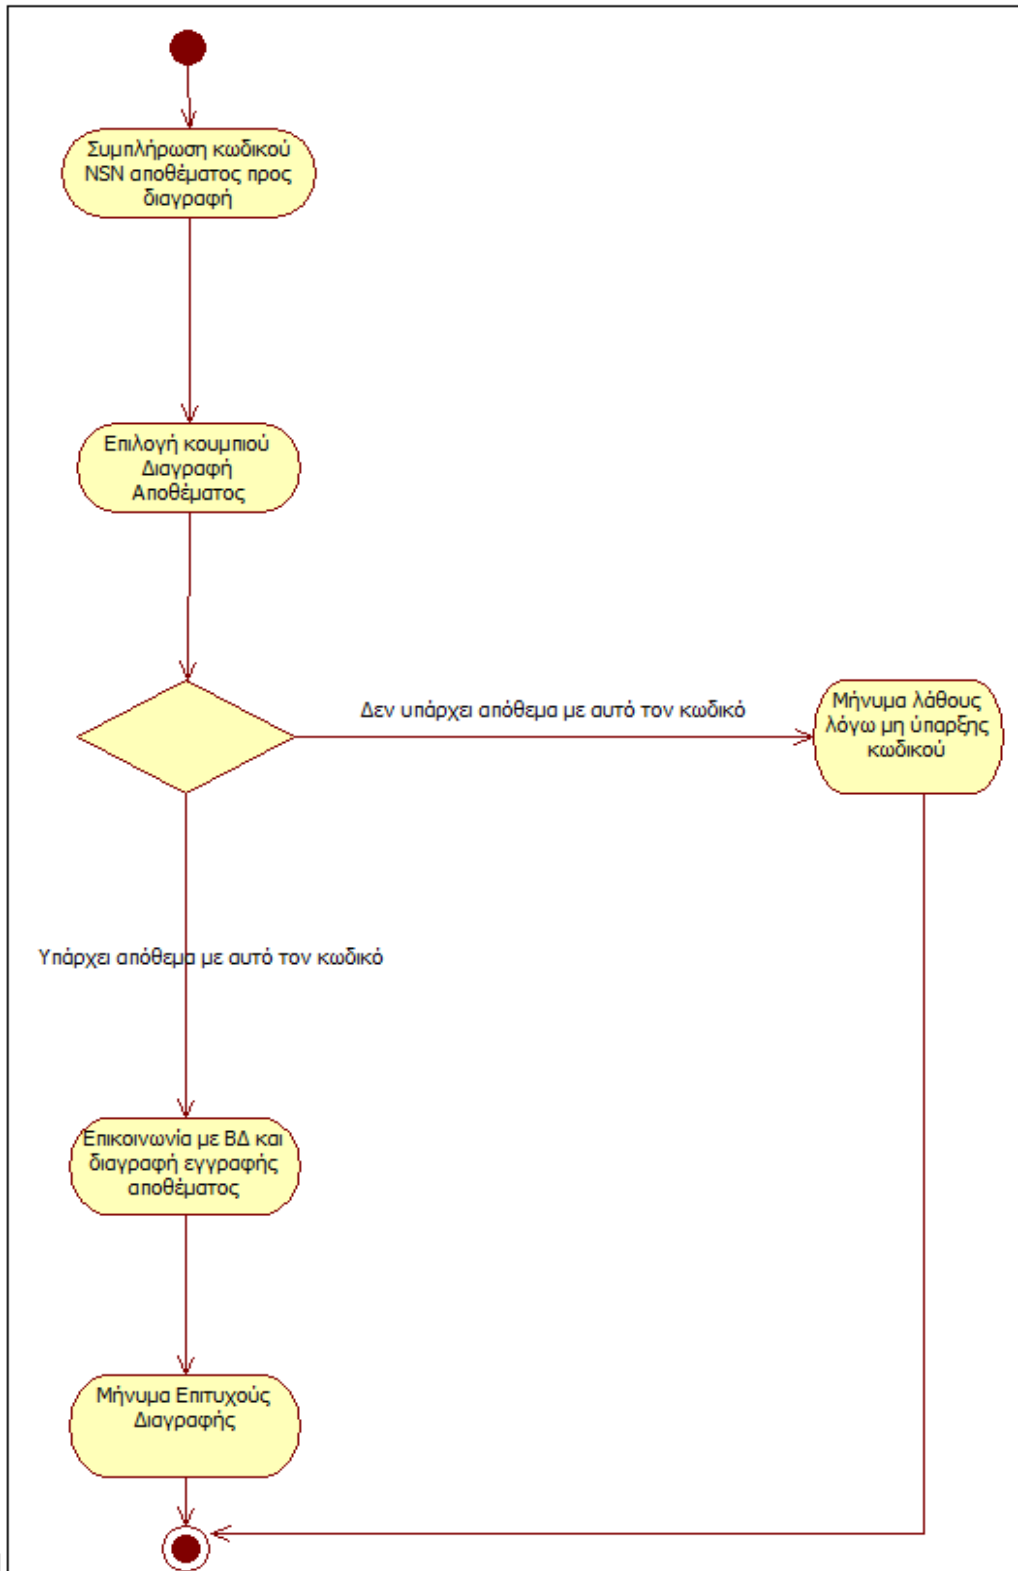 Συμπλήρωση κωδικού
NSN αποθέματος προς
διαγραφή
Επιλογή κουμπιού
Διαγραφή
Αποθέματος
Δεν υπάρχει απόθεμα με αυτό τον κωδικό
Μήνυμα λάθους
λόγω μη ύπαρξης
κωδικού
Υπάρχει απόθεμα με αυτό τον κωδικό
Επικοινωνία με ΒΔ και
διαγραφή εγγραφής
αποθέματος
Μήνυμα Επιτυχούς
Διαγραφής